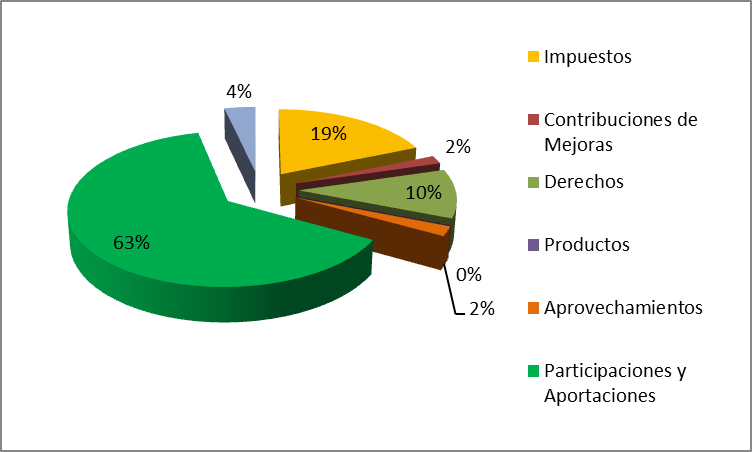 4%
19%
2%
10%
63%
0%
2%
Impuestos
Contribuciones de
Mejoras
Derechos
Productos
Aprovechamientos
Participaciones y
Aportaciones